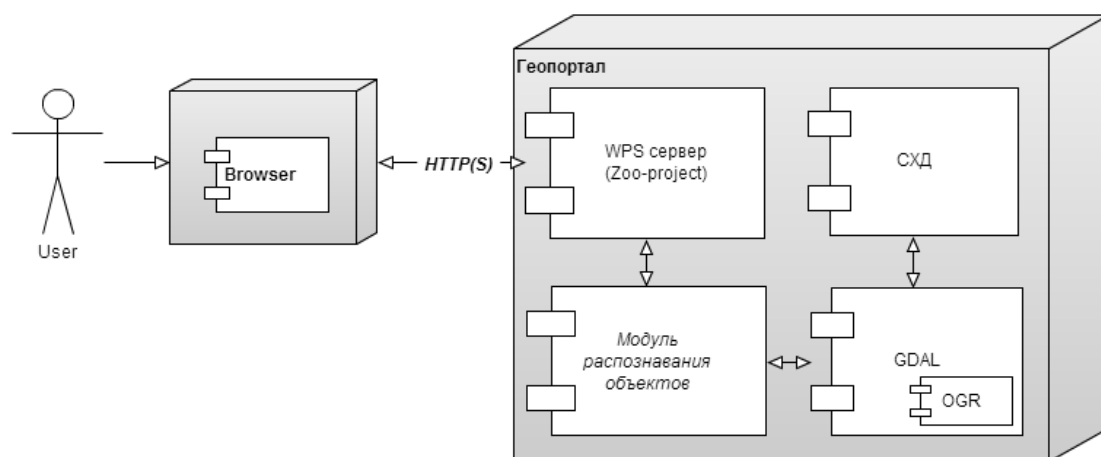 Геопортал
WPS сервер
(Zoo-project)
СХД
Browser
HTTP(S)
User
Модуль
распознавания
объектов
GDAL
OGR